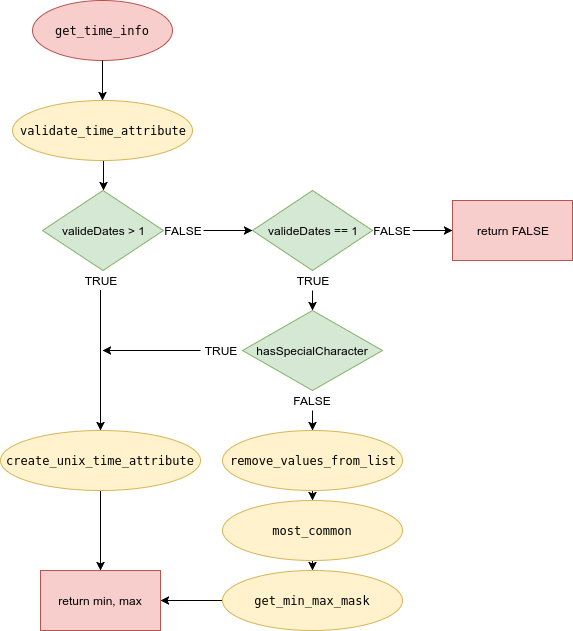 get_time_info
validate_time_attribute
valideDates > 1
FALSE
valideDates == 1
FALSE
return FALSE
TRUE
TRUE
TRUE
hasSpecialCharacter
FALSE
create_unix_time_attribute
remove_values_from_list
most_common
return min, max
get_min_max_mask